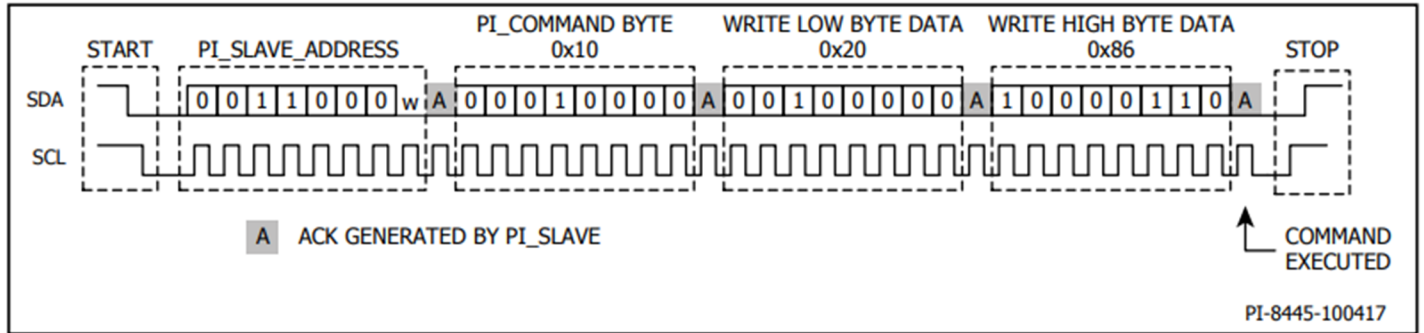 START PI_SLAVE_ADDRESS PI_COMMAND BYTE 0x10 WRITE LOW BYTE DATA 0x20 WRITE HIGH BYTE DATA 0x86 STOP
SDA 0 0 1 1 0 0 0 w A 0 0 0 1 0 0 0 0 A 0 0 1 0 0 0 0 0 A 1 0 0 0 0 1 1 0 A
SCL
A ACK GENERATED BY PI_SLAVE
COMMAND
EXECUTED
PI-8445-100417